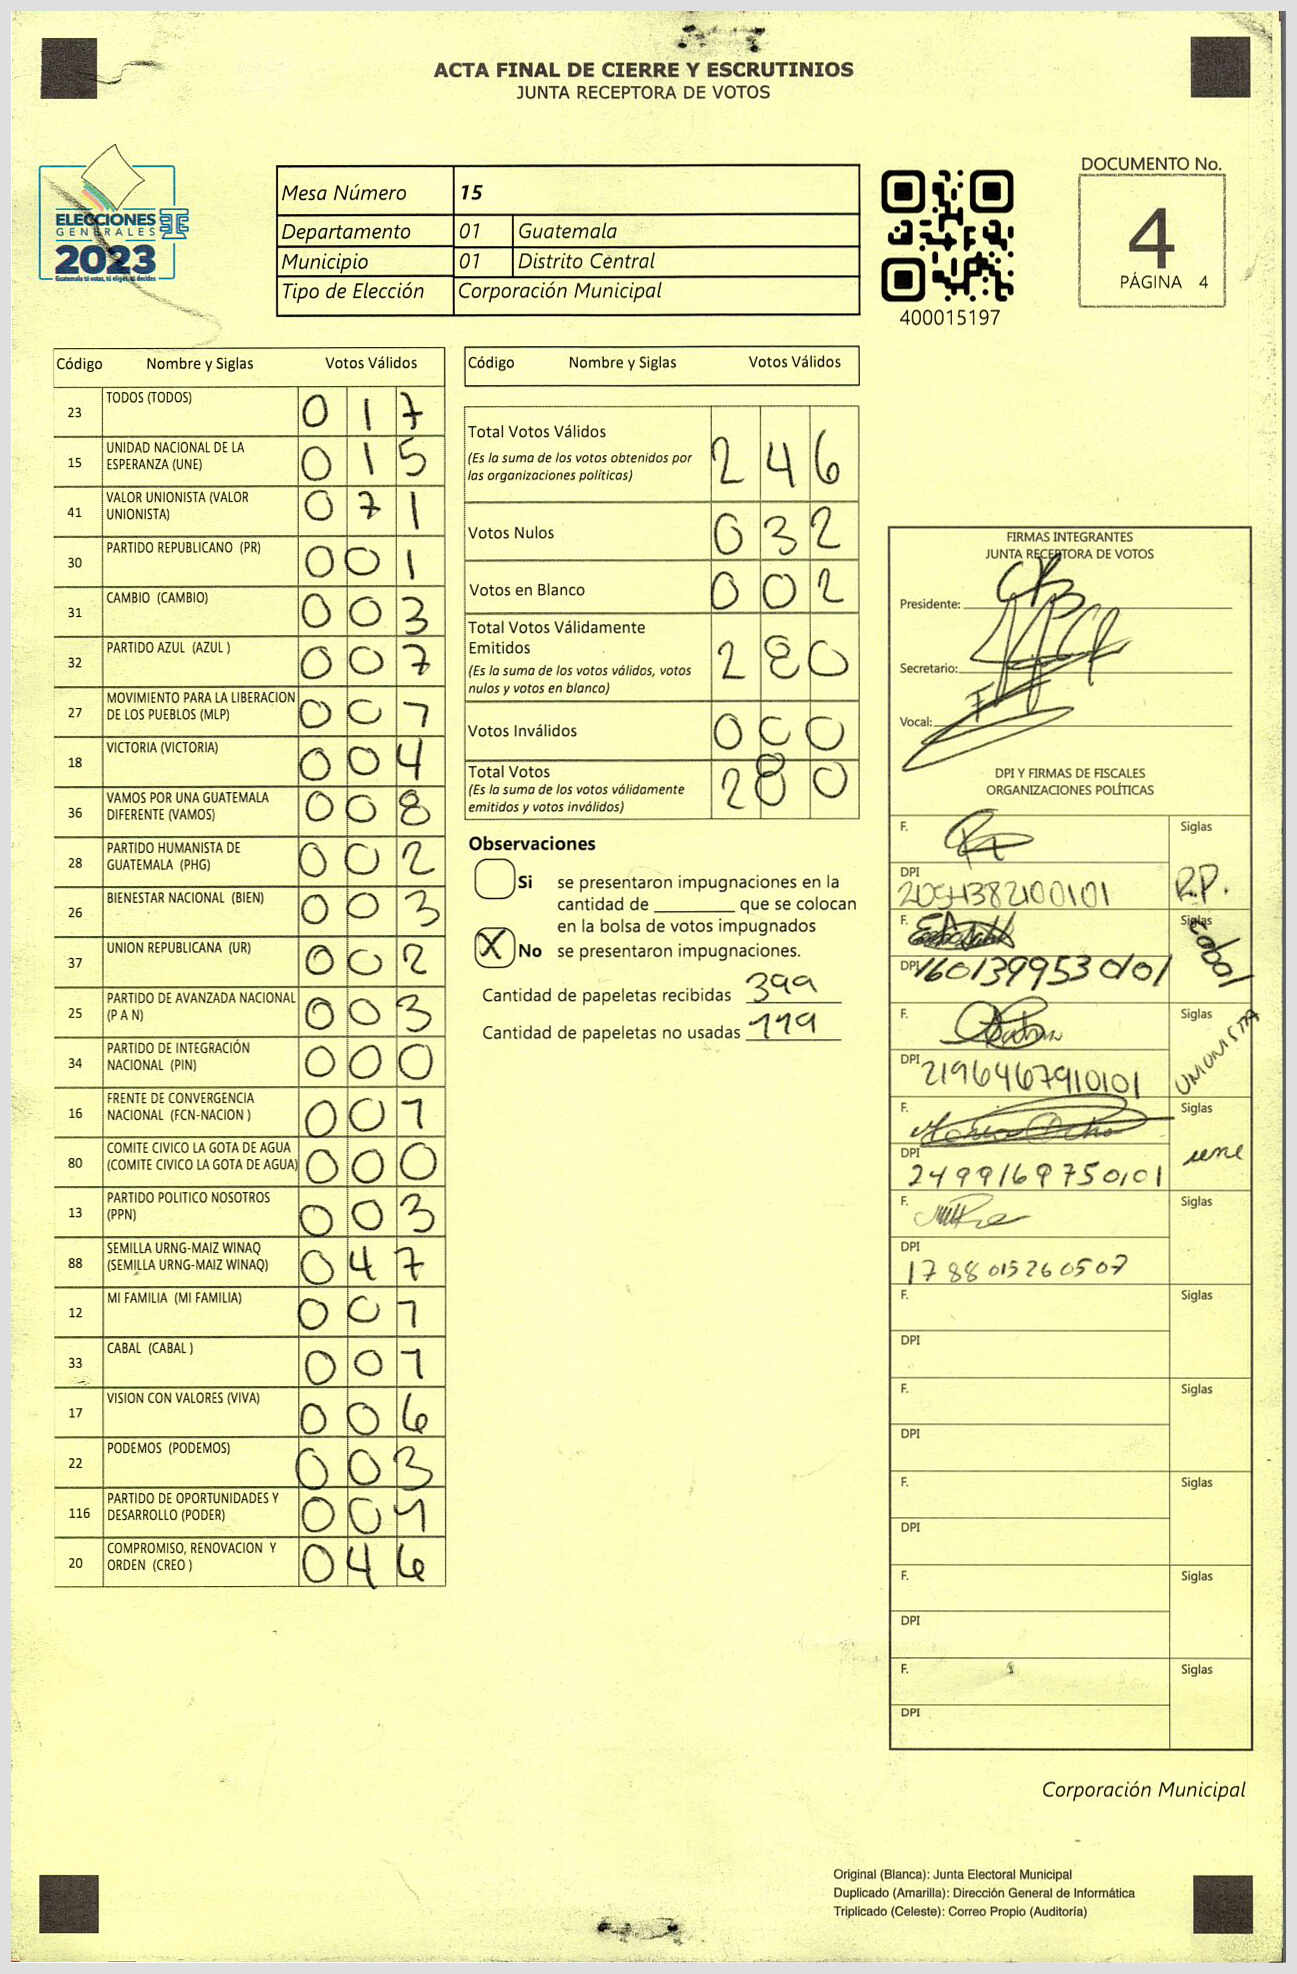 ACTA FINAL DE CIERRE Y ESCRUTINIOS
JUNTA RECEPTORA DE VOTOS
ELECCIONES
GENERALES
2023
Guatemala tú votas, tú eliges, tú decides
Mesa Número 15
Departamento 01 Guatemala
Municipio 01 Distrito Central
Tipo de Elección Corporación Municipal
400015197
DOCUMENTO No.
4
PÁGINA 4
Código Nombre y Siglas Votos Válidos
23 TODOS (TODOS) 0 1 7
15 UNIDAD NACIONAL DE LA
ESPERANZA (UNE) 0 1 5
41 VALOR UNIONISTA (VALOR
UNIONISTA) 0 7 1
30 PARTIDO REPUBLICANO (PR) 0 0 1
31 CAMBIO (CAMBIO) 0 0 3
32 PARTIDO AZUL (AZUL ) 0 0 7
27 MOVIMIENTO PARA LA LIBERACION
DE LOS PUEBLOS (MLP) 0 0 1
18 VICTORIA (VICTORIA) 0 0 4
36 VAMOS POR UNA GUATEMALA
DIFERENTE (VAMOS) 0 0 8
28 PARTIDO HUMANISTA DE
GUATEMALA (PHG) 0 0 2
26 BIENESTAR NACIONAL (BIEN) 0 0 3
37 UNION REPUBLICANA (UR) 0 0 2
25 PARTIDO DE AVANZADA NACIONAL
(P A N) 0 0 3
34 PARTIDO DE INTEGRACIÓN
NACIONAL (PIN) 0 0 0
16 FRENTE DE CONVERGENCIA
NACIONAL (FCN-NACION ) 0 0 1
80 COMITE CIVICO LA GOTA DE AGUA
(COMITE CIVICO LA GOTA DE AGUA) 0 0 0
13 PARTIDO POLITICO NOSOTROS
(PPN) 0 0 3
88 SEMILLA URNG-MAIZ WINAQ
(SEMILLA URNG-MAIZ WINAQ) 0 4 7
12 MI FAMILIA (MI FAMILIA) 0 0 1
33 CABAL (CABAL ) 0 0 1
17 VISION CON VALORES (VIVA) 0 0 6
22 PODEMOS (PODEMOS) 0 0 3
116 PARTIDO DE OPORTUNIDADES Y
DESARROLLO (PODER) 0 0 1
20 COMPROMISO, RENOVACION Y
ORDEN (CREO ) 0 4 6
Código Nombre y Siglas Votos Válidos
Total Votos Válidos
(Es la suma de los votos obtenidos por
las organizaciones políticas) 2 4 6
Votos Nulos 0 3 2
Votos en Blanco 0 0 2
Total Votos Válidamente
Emitidos
(Es la suma de los votos válidos, votos
nulos y votos en blanco) 2 8 0
Votos Inválidos 0 0 0
Total Votos
(Es la suma de los votos válidamente
emitidos y votos inválidos) 2 8 0
Observaciones
Si se presentaron impugnaciones en la
cantidad de ________ que se colocan
en la bolsa de votos impugnados
X No se presentaron impugnaciones.
Cantidad de papeletas recibidas 399
Cantidad de papeletas no usadas 119
FIRMAS INTEGRANTES
JUNTA RECEPTORA DE VOTOS
Presidente:
Secretario:
Vocal:
DPI Y FIRMAS DE FISCALES
ORGANIZACIONES POLÍTICAS
F. Siglas
DPI R.P.
F. Siglas
DPI 160139953 0101
F. Siglas
DPI 2196467910101 UNIONISTA
F. Siglas
DPI 2499169750101 une
F. Siglas
DPI
1788015260507
F. Siglas
DPI
F. Siglas
DPI
F. Siglas
DPI
F. Siglas
DPI
F. Siglas
DPI
Corporación Municipal
Original (Blanca): Junta Electoral Municipal
Duplicado (Amarilla): Dirección General de Informática
Triplicado (Celeste): Correo Propio (Auditoría)